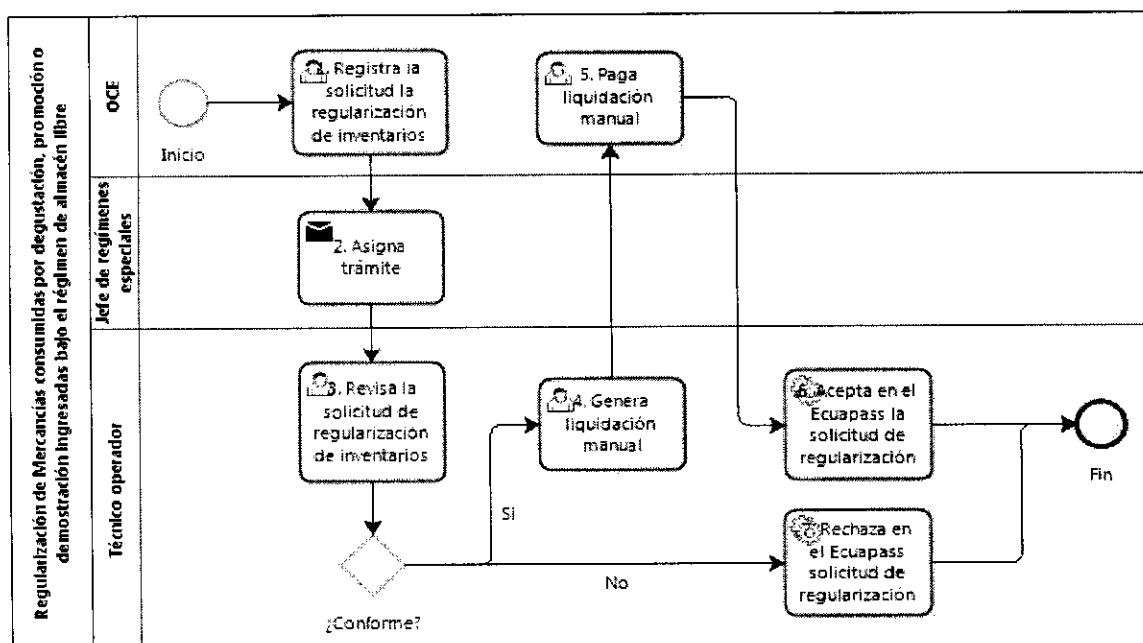 Regularización de Mercancías consumidas por degustación, promoción o
demostración ingresadas bajo el régimen de almacén libre
OCE
Inicio
1. Registra la
solicitud la
regularización
de inventarios
5. Paga
liquidación
manual
Jefe de regímenes
especiales
2. Asigna
trámite
Técnico operador
3. Revisa la
solicitud de
regularización
de inventarios
4. Genera
liquidación
manual
6. Acepta en el
Ecuapass la
solicitud de
regularización
Fin
Si
Rechaza en
el Ecuapass
solicitud de
regularización
No
¿Conforme?